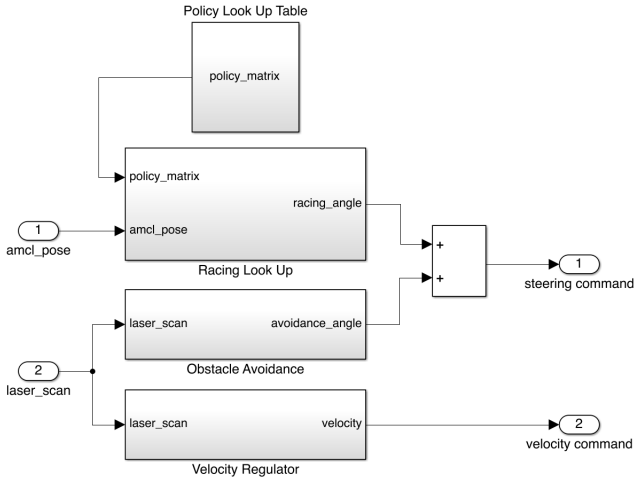 Policy Look Up Table
policy_matrix
policy_matrix
racing_angle
1
amcl_pose
amcl_pose
Racing Look Up
+
+
1
steering command
laser_scan
avoidance_angle
Obstacle Avoidance
2
laser_scan
laser_scan
velocity
2
velocity command
Velocity Regulator